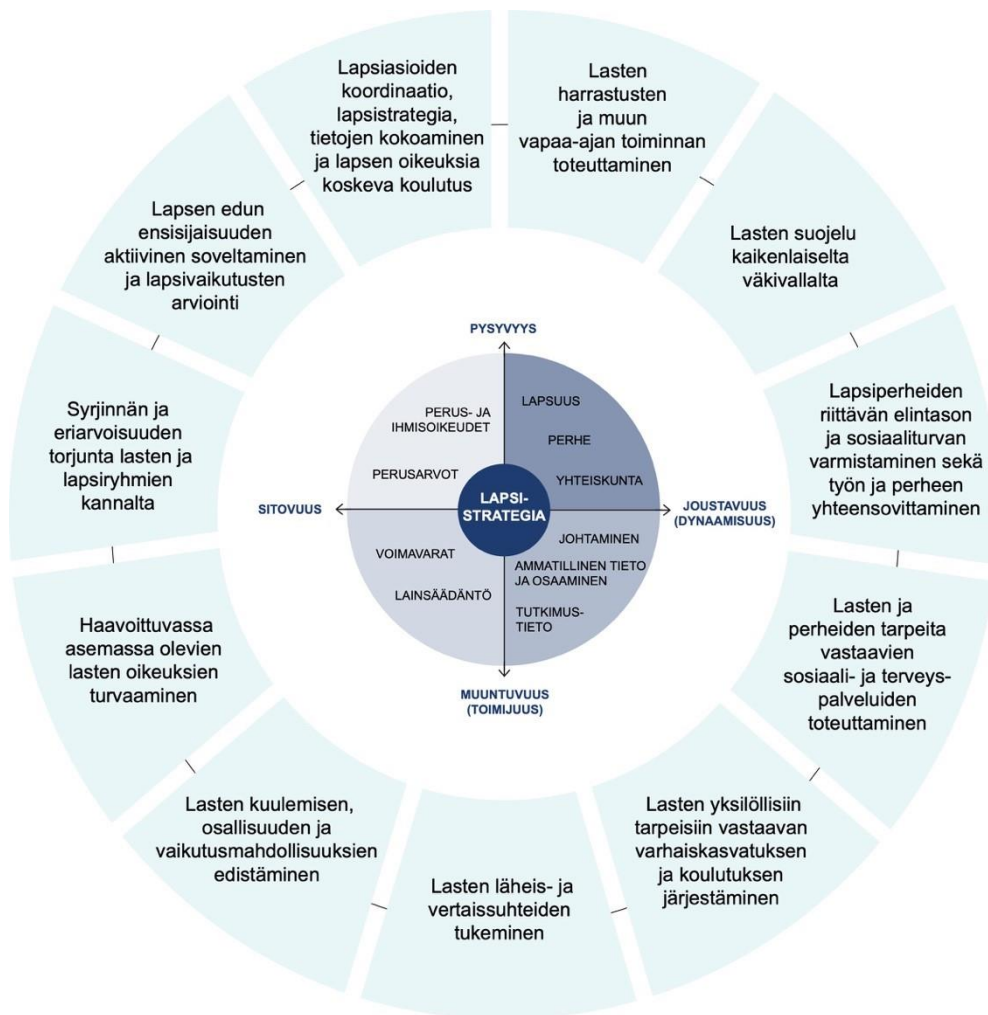 Lapsiasioiden
koordinaatio,
lapsistrategia,
tietojen kokoaminen
ja lapsen oikeuksia
koskeva koulutus
Lasten
harrastusten
ja muun
vapaa-ajan toiminnan
toteuttaminen
Lasten suojelu
kaikenlaiselta
väkivallalta
Lapsiperheiden
riittävän elintason
ja sosiaaliturvan
varmistaminen sekä
työn ja perheen
yhteensovittaminen
Lasten ja
perheiden tarpeita
vastaavien
sosiaali- ja terveys-
palveluiden
toteuttaminen
Lasten yksilöllisiin
tarpeisiin vastaavan
varhaiskasvatuksen
ja koulutuksen
järjestäminen
Lasten läheis- ja
vertaissuhteiden
tukeminen
Lasten kuulemisen,
osallisuuden ja
vaikutusmahdollisuuksien
edistäminen
Haavoittuvassa
asemassa olevien
lasten oikeuksien
turvaaminen
Syrjinnän ja
eriarvoisuuden
torjunta lasten ja
lapsiryhmien
kannalta
Lapsen edun
ensisijaisuuden
aktiivinen soveltaminen
ja lapsivaikutusten
arviointi
PYSYVYYS
PERUS- JA
IHMISOIKEUDET
PERUSARVOT
LAPSUUS
PERHE
YHTEISKUNTA
SITOVUUS
LAPSI-
STRATEGIA
JOUSTAVUUS
(DYNAAMISUUS)
VOIMAVARAT
LAINSÄÄDÄNTÖ
JOHTAMINEN
AMMATILLINEN TIETO
JA OSAAMINEN
TUTKIMUS-
TIETO
MUUNTUVUUS
(TOIMIJUUS)